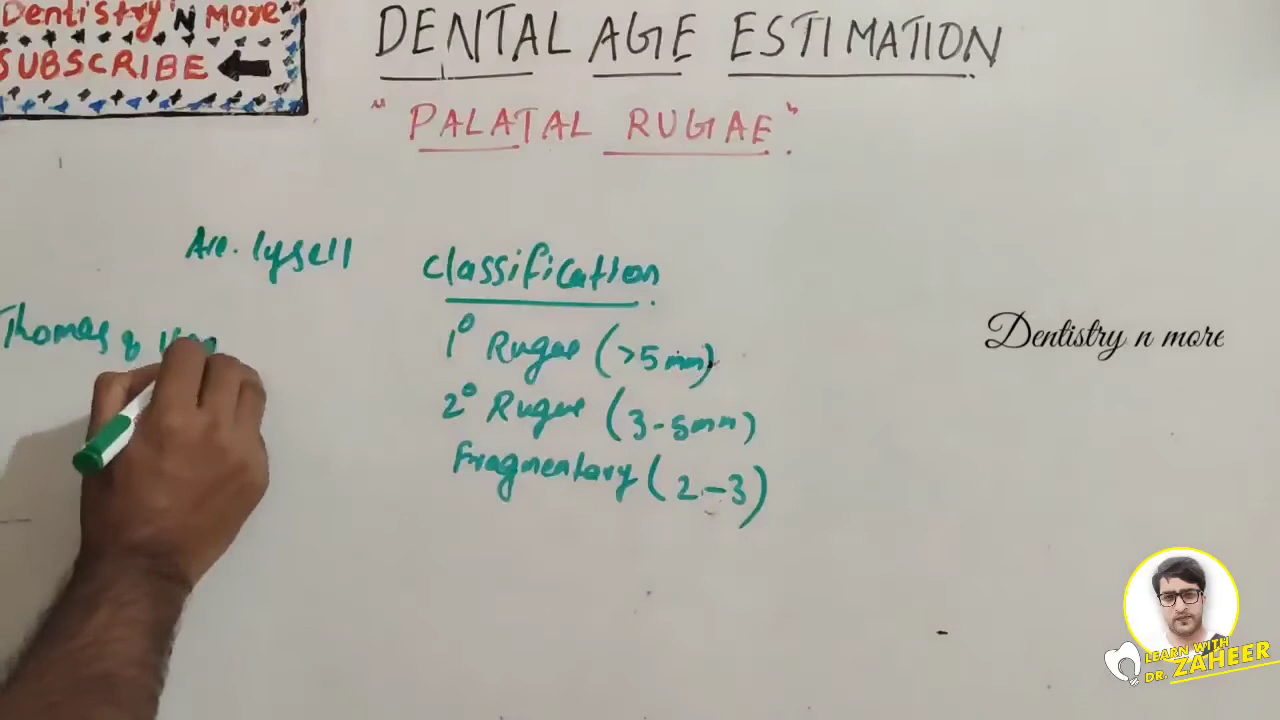 Dentistry 'N More
SUBSCRIBE
DENTAL AGE ESTIMATION
"PALATAL RUGAE"
Are. lysell
Classification
Thomas &
1° Rugae (>5mm)
2° Rugae (3-5mm)
Fragmentary (2-3)
Dentistry n more
LEARN WITH
DR. ZAHEER